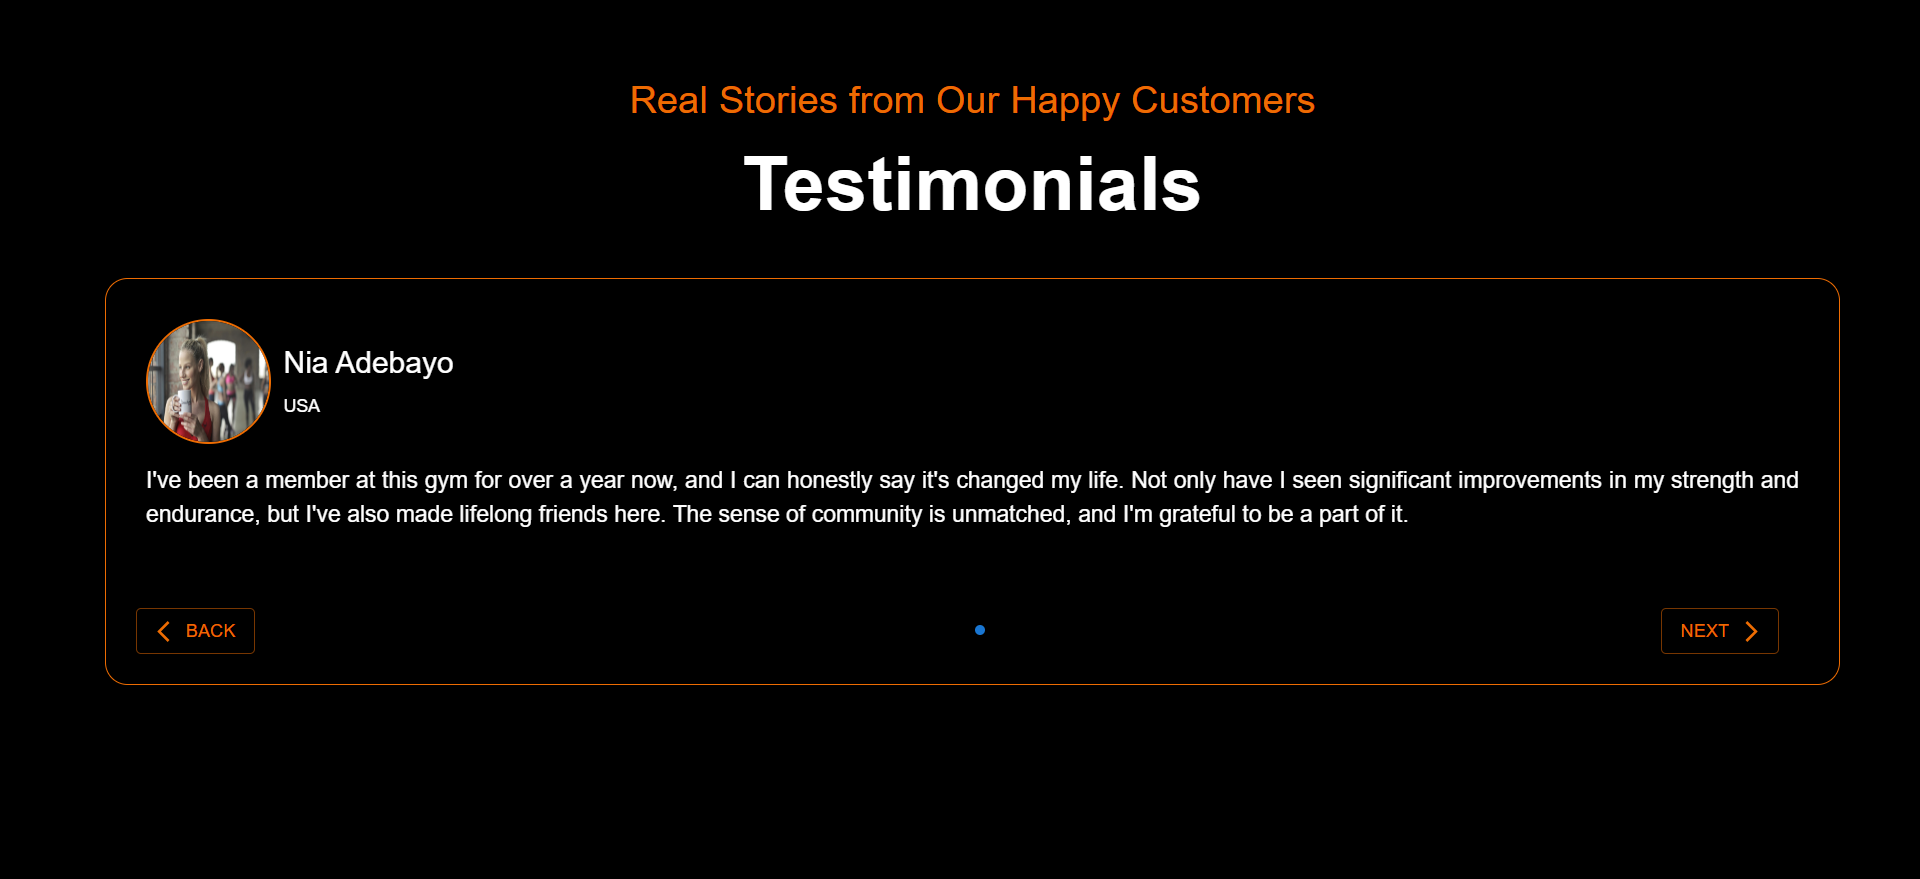 Real Stories from Our Happy Customers
Testimonials
Nia Adebayo
USA
I've been a member at this gym for over a year now, and I can honestly say it's changed my life. Not only have I seen significant improvements in my strength and
endurance, but I've also made lifelong friends here. The sense of community is unmatched, and I'm grateful to be a part of it.
BACK
NEXT